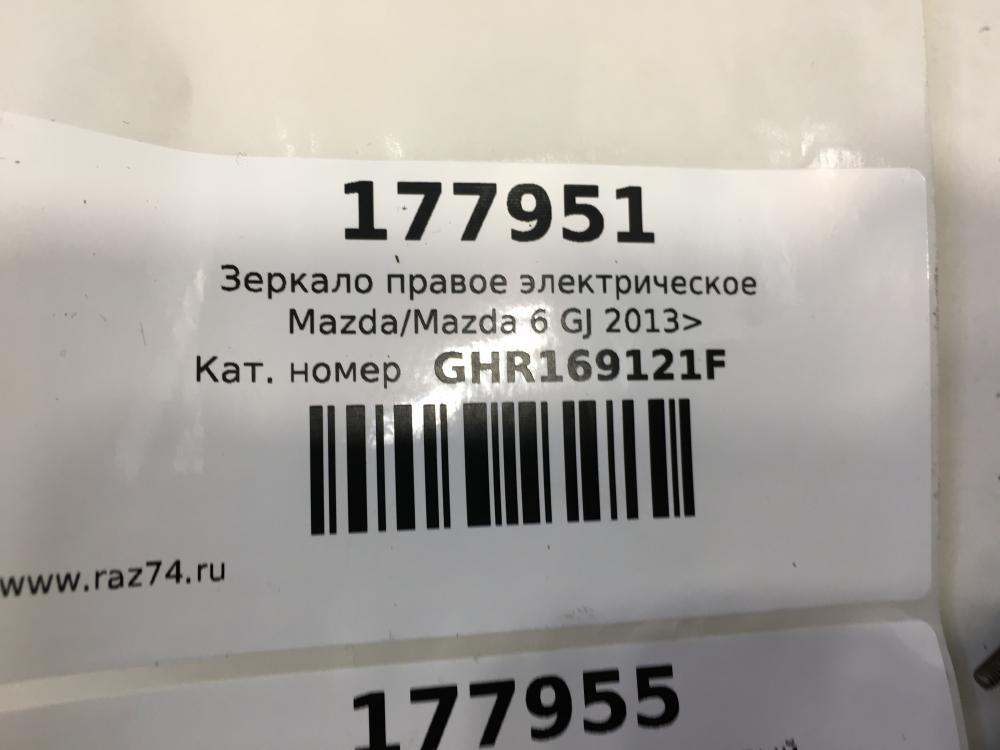 177951
Зеркало правое электрическое
Mazda/Mazda 6 GJ 2013>
Кат. номер GHR169121F
www.raz74.ru
177955